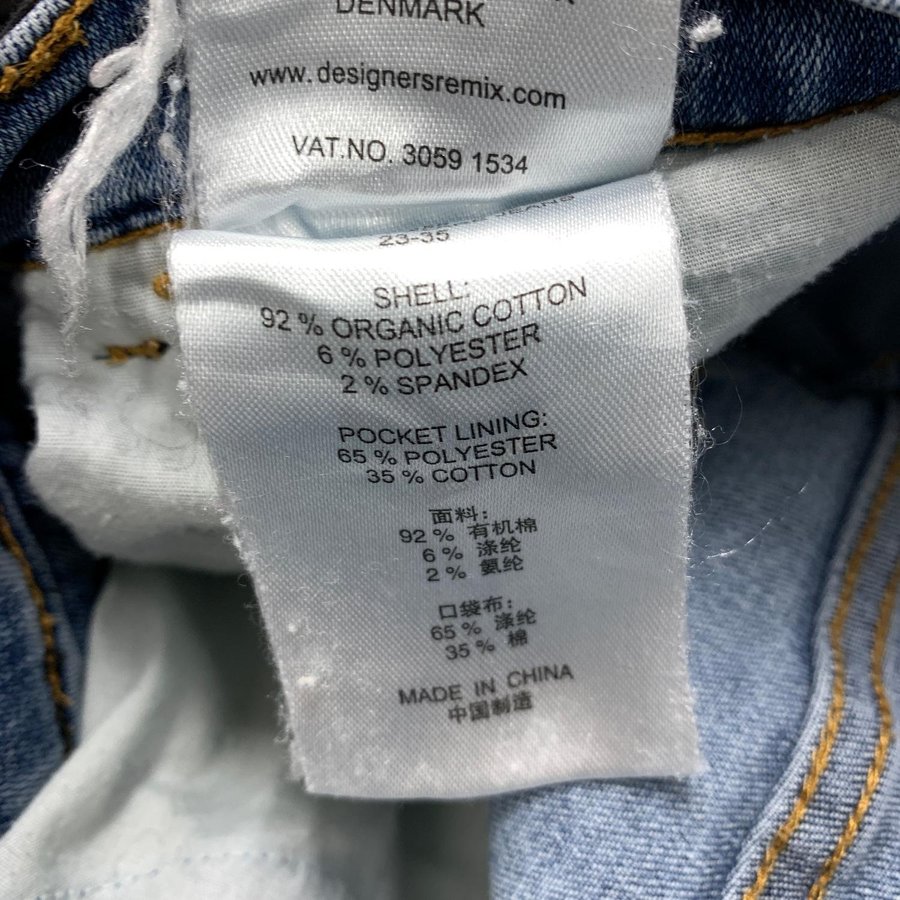 DENMARK
www.designersremix.com
VAT.NO. 3059 1534
JEANS
23-35
SHELL:
92 % ORGANIC COTTON
6 % POLYESTER
2 % SPANDEX
POCKET LINING:
65 % POLYESTER
35 % COTTON
面料:
92 % 有机棉
6 % 涤纶
2 % 氨纶
口袋布:
65 % 涤纶
35 % 棉
MADE IN CHINA
中国制造